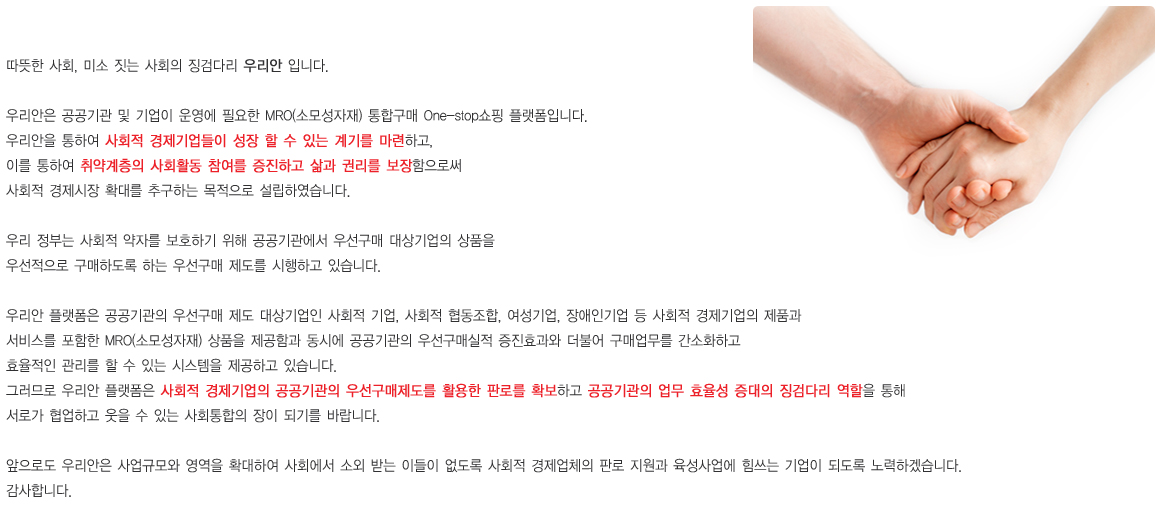 따뜻한 사회, 미소 짓는 사회의 징검다리 우리안 입니다.
우리안은 공공기관 및 기업이 운영에 필요한 MRO(소모성자재) 통합구매 One-stop쇼핑 플랫폼입니다.
우리안을 통하여 사회적 경제기업들이 성장 할 수 있는 계기를 마련하고,
이를 통하여 취약계층의 사회활동 참여를 증진하고 삶과 권리를 보장함으로써
사회적 경제시장 확대를 추구하는 목적으로 설립하였습니다.
우리 정부는 사회적 약자를 보호하기 위해 공공기관에서 우선구매 대상기업의 상품을
우선적으로 구매하도록 하는 우선구매 제도를 시행하고 있습니다.
우리안 플랫폼은 공공기관의 우선구매 제도 대상기업인 사회적 기업, 사회적 협동조합, 여성기업, 장애인기업 등 사회적 경제기업의 제품과
서비스를 포함한 MRO(소모성자재) 상품을 제공함과 동시에 공공기관의 우선구매실적 증진효과와 더불어 구매업무를 간소화하고
효율적인 관리를 할 수 있는 시스템을 제공하고 있습니다.
그러므로 우리안 플랫폼은 사회적 경제기업의 공공기관의 우선구매제도를 활용한 판로를 확보하고 공공기관의 업무 효율성 증대의 징검다리 역할을 통해
서로가 협업하고 웃을 수 있는 사회통합의 장이 되기를 바랍니다.
앞으로도 우리안은 사업규모와 영역을 확대하여 사회에서 소외 받는 이들이 없도록 사회적 경제업체의 판로 지원과 육성사업에 힘쓰는 기업이 되도록 노력하겠습니다.
감사합니다.